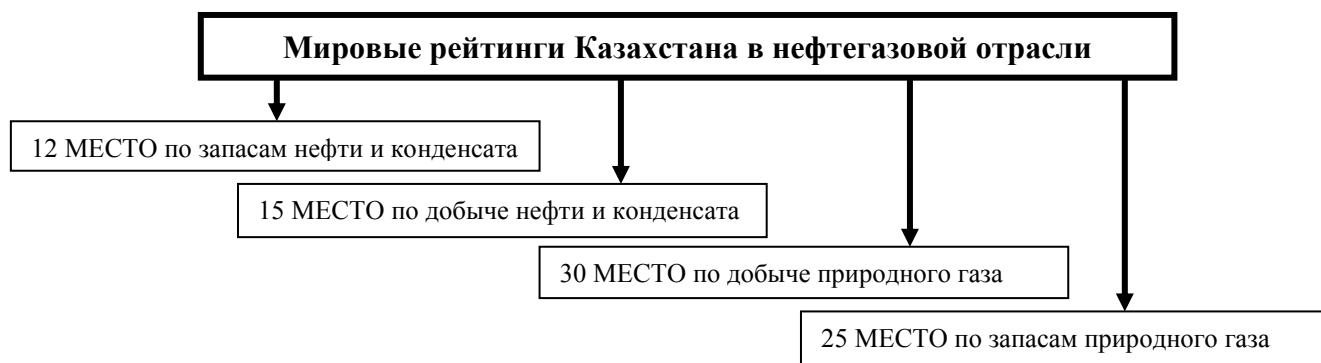 Мировые рейтинги Казахстана в нефтегазовой отрасли
12 МЕСТО по запасам нефти и конденсата
15 МЕСТО по добыче нефти и конденсата
30 МЕСТО по добыче природного газа
25 МЕСТО по запасам природного газа